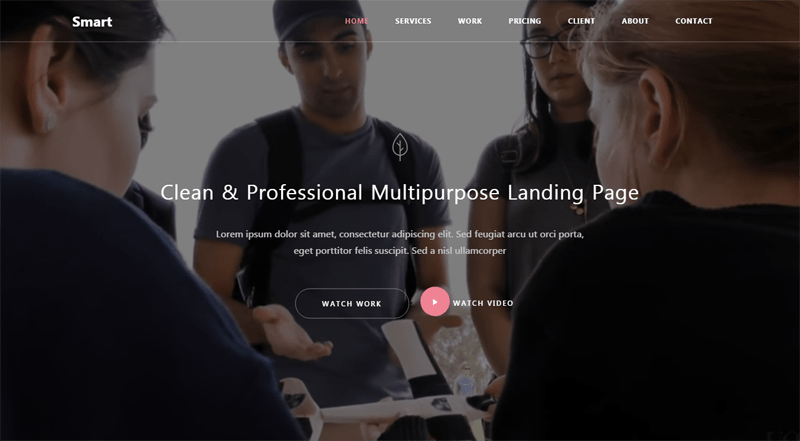 Smart
HOME SERVICES WORK PRICING CLIENT ABOUT CONTACT
Clean & Professional Multipurpose Landing Page
Lorem ipsum dolor sit amet, consectetur adipiscing elit. Sed feugiat arcu ut orci porta,
eget porttitor felis suscipit. Sed a nisl ullamcorper
WATCH WORK
WATCH VIDEO